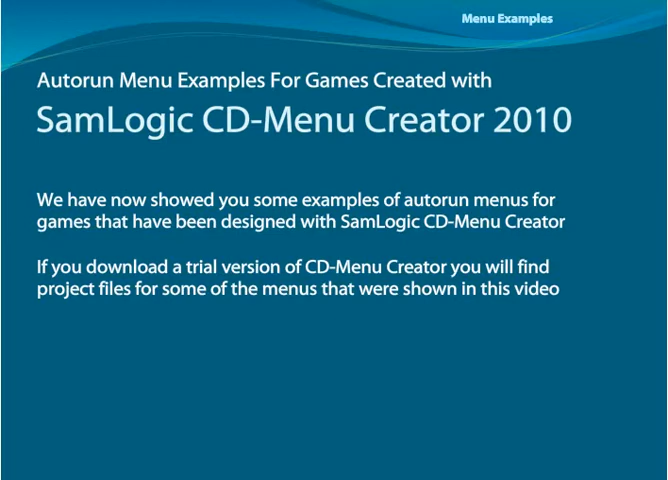 Menu Examples
Autorun Menu Examples For Games Created with
SamLogic CD-Menu Creator 2010
We have now showed you some examples of autorun menus for
games that have been designed with SamLogic CD-Menu Creator
If you download a trial version of CD-Menu Creator you will find
project files for some of the menus that were shown in this video